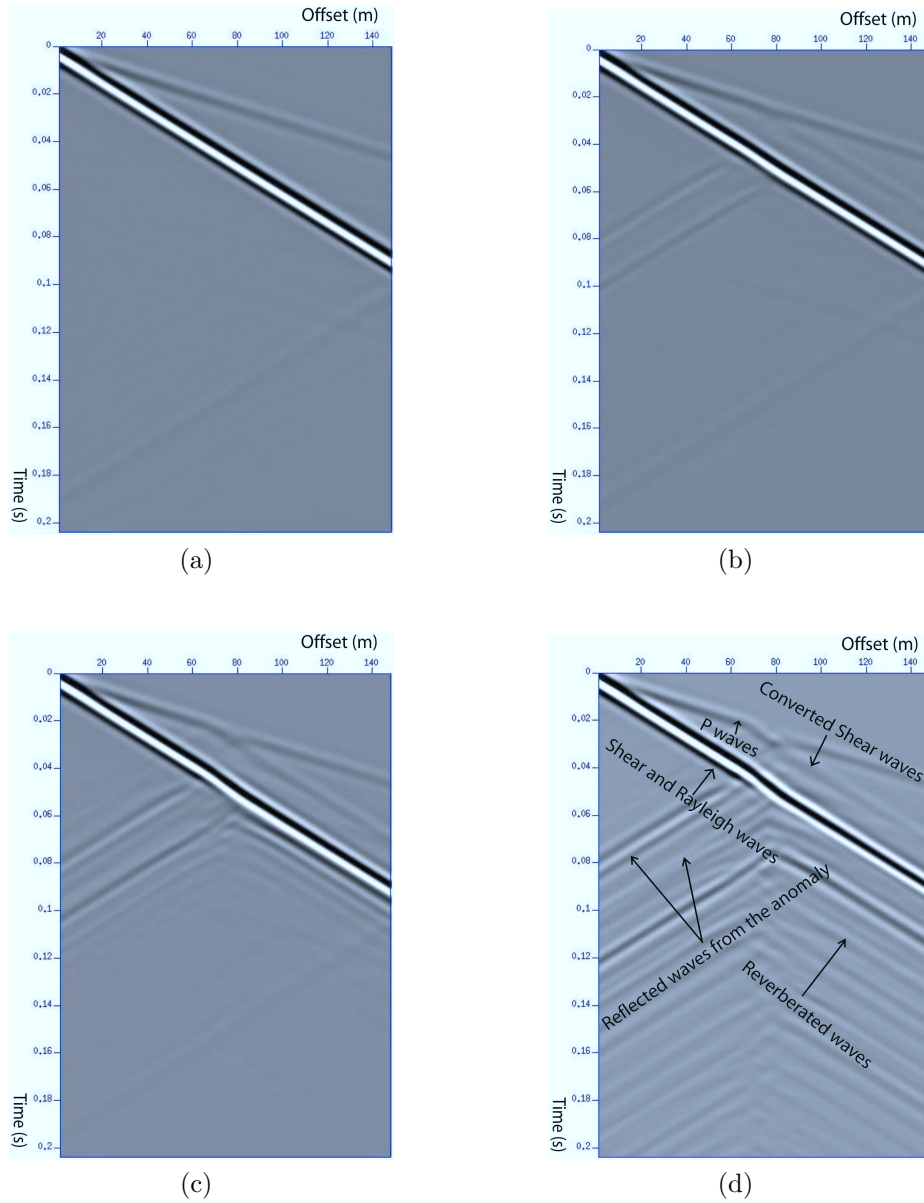 Offset (m)
20 40 60 80 100 120 140
0
0.02
0.04
0.06
0.08
0.1
0.12
0.14
0.16
0.18
0.2
Time (s)
(a)
Offset (m)
20 40 60 80 100 120 140
0
0.02
0.04
0.06
0.08
0.1
0.12
0.14
0.16
0.18
0.2
Time (s)
(b)
Offset (m)
20 40 60 80 100 120 140
0
0.02
0.04
0.06
0.08
0.1
0.12
0.14
0.16
0.18
0.2
Time (s)
(c)
Offset (m)
20 40 60 80 100 120 140
0
0.02
0.04
0.06
0.08
0.1
0.12
0.14
0.16
0.18
0.2
Time (s)
Converted Shear waves
P waves
Shear and Rayleigh waves
Reflected waves from the anomaly
Reverberated waves
(d)